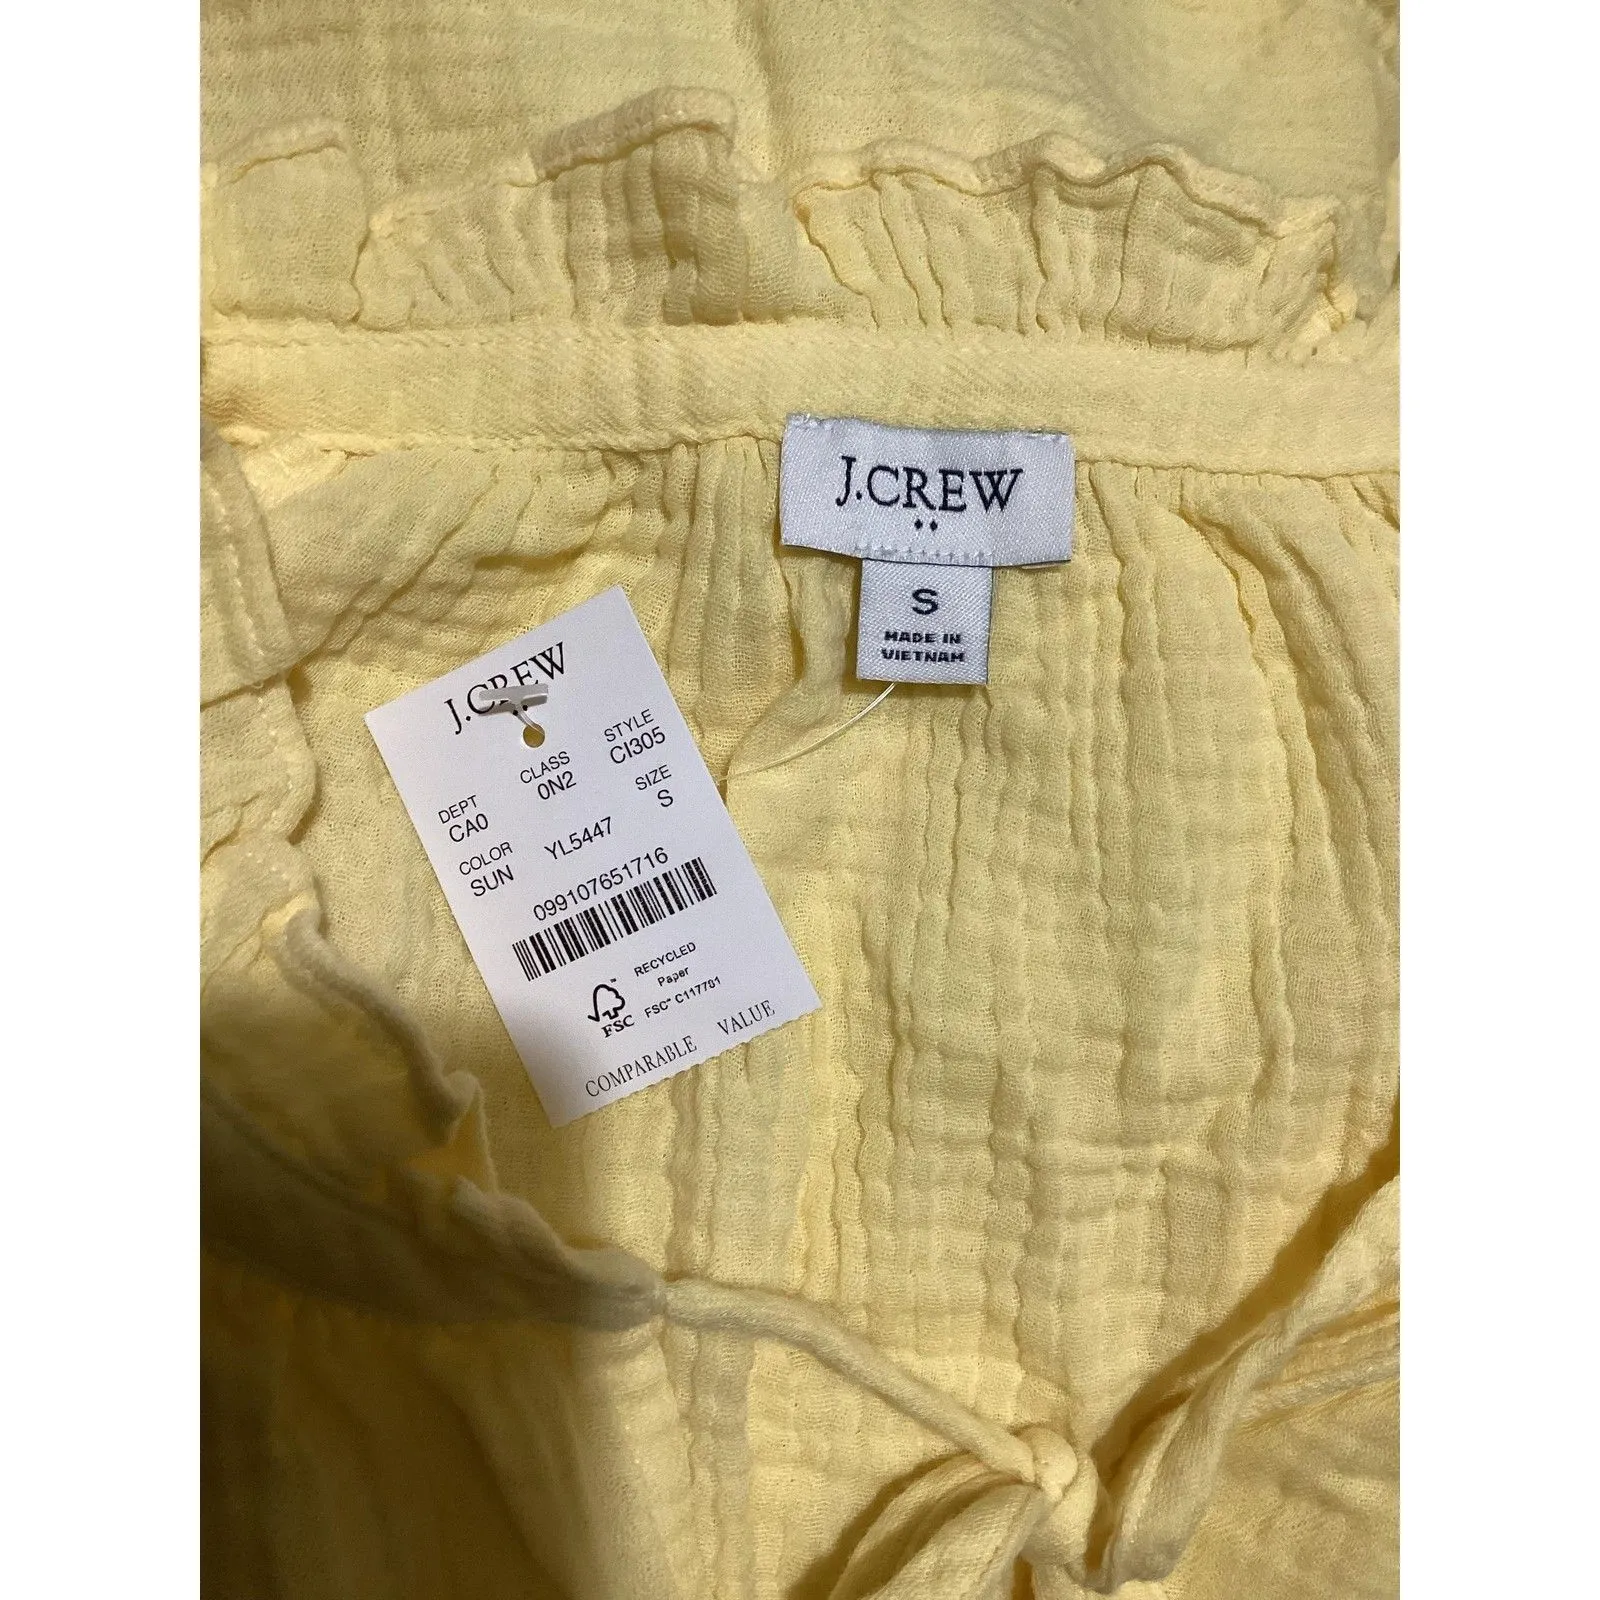 J.CREW
S
MADE IN
VIETNAM
J.CREW
DEPT CLASS STYLE
CA0 0N2 CI305
COLOR SIZE
SUN YL5447 S
099107651716
RECYCLED
Paper
FSC® C117701
FSC
COMPARABLE VALUE